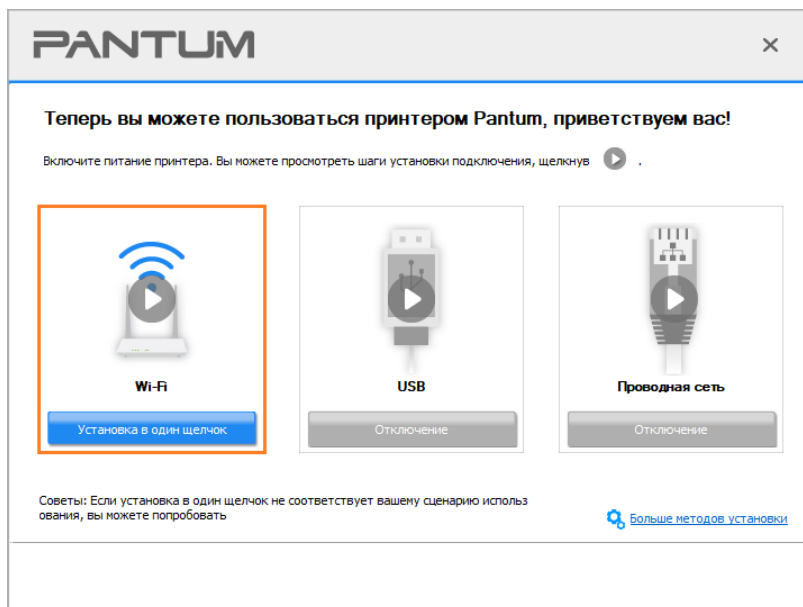 PANTUM
Теперь вы можете пользоваться принтером Pantum, приветствуем вас!
Включите питание принтера. Вы можете просмотреть шаги установки подключения, щелкнув .
Wi-Fi
USB
Проводная сеть
Установка в один щелчок
Отключение
Отключение
Советы: Если установка в один щелчок не соответствует вашему сценарию использ
ования, вы можете попробовать
Больше методов установки